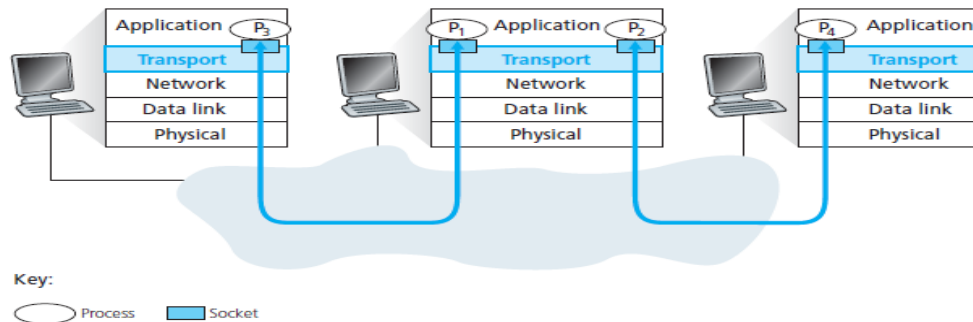 Application P3
Transport
Network
Data link
Physical
P1 Application P2
Transport
Network
Data link
Physical
P4 Application
Transport
Network
Data link
Physical
Key:
Process Socket